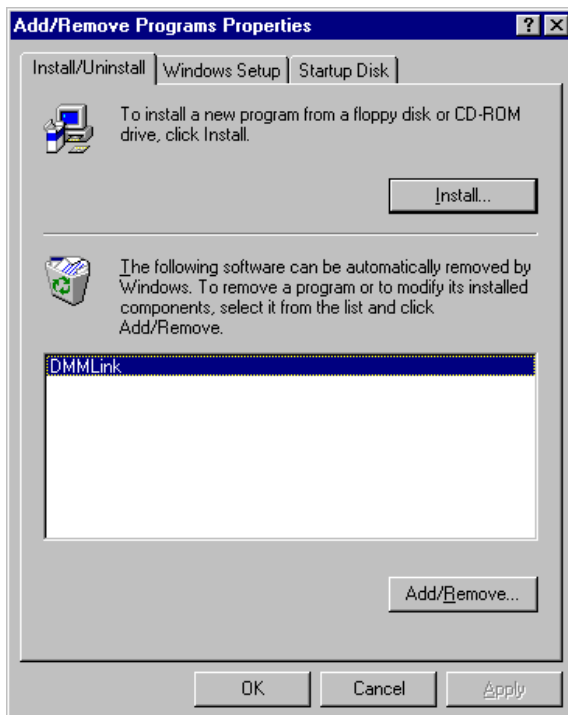 Add/Remove Programs Properties
Install/Uninstall Windows Setup Startup Disk
To install a new program from a floppy disk or CD-ROM
drive, click Install.
Install...
The following software can be automatically removed by
Windows. To remove a program or to modify its installed
components, select it from the list and click
Add/Remove.
DMMLink
Add/Remove...
OK Cancel Apply